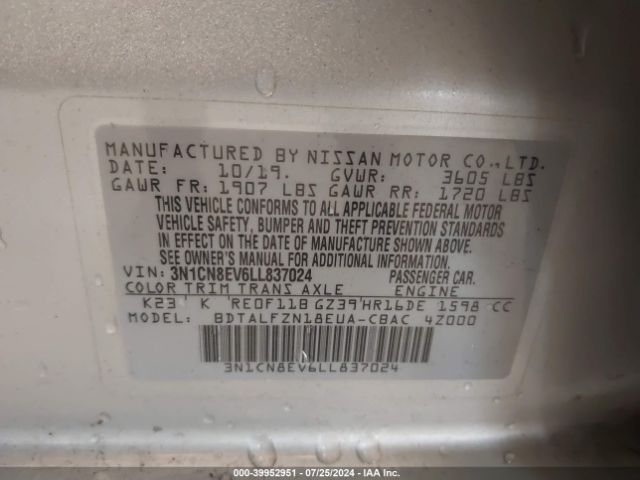 MANUFACTURED BY NISSAN MOTOR CO.,LTD.
DATE: 10/19. GVWR: 3605 LBS
GAWR FR: 1907 LBS GAWR RR: 1720 LBS
THIS VEHICLE CONFORMS TO ALL APPLICABLE FEDERAL MOTOR
VEHICLE SAFETY, BUMPER AND THEFT PREVENTION STANDARDS
IN EFFECT ON THE DATE OF MANUFACTURE SHOWN ABOVE.
SEE OWNER'S MANUAL FOR ADDITIONAL INFORMATION.
VIN: 3N1CN8EV6LL837024 PASSENGER CAR.
COLOR TRIM TRANS AXLE ENGINE
K23 K RE0F11B GZ39 HR16DE 1598 CC
MODEL: BDTALFZN18EUA-CBAC 4Z000
3N1CN8EV6LL837024
000-39952951 - 07/25/2024 - IAA Inc.